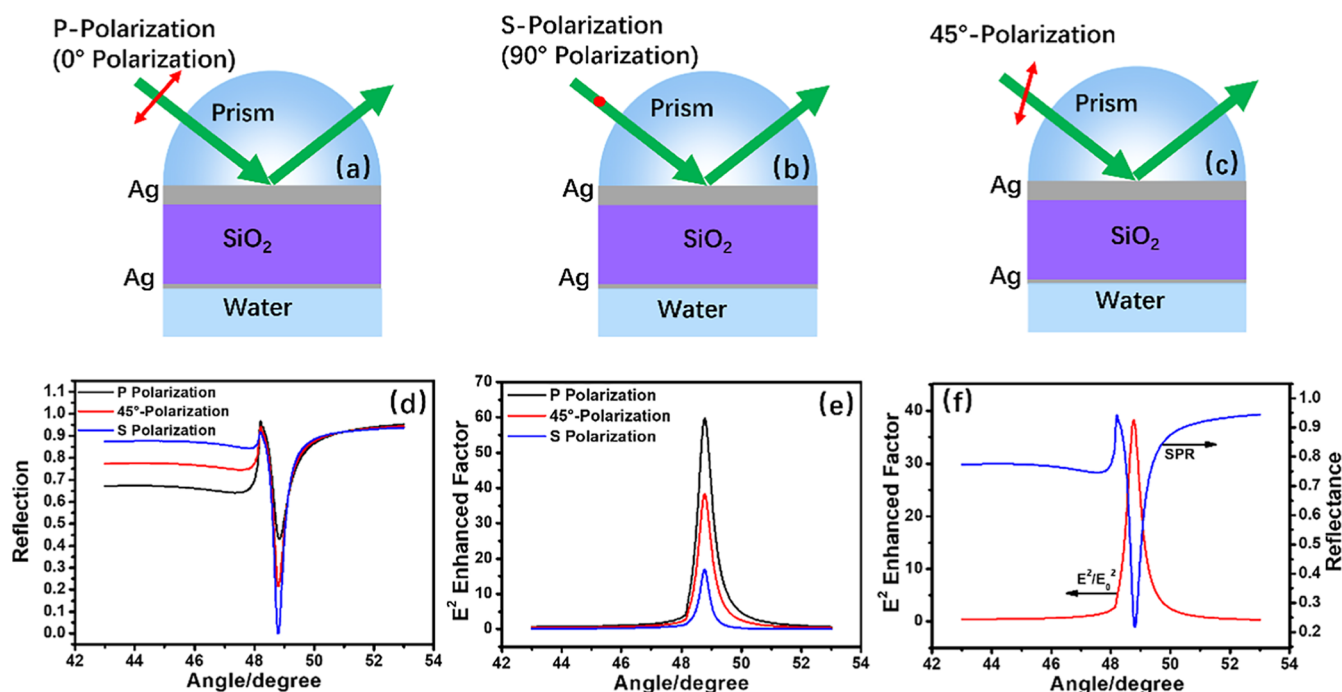 P-Polarization
(0° Polarization)
Prism
(a)
Ag
SiO₂
Ag
Water
S-Polarization
(90° Polarization)
Prism
(b)
Ag
SiO₂
Ag
Water
45°-Polarization
Prism
(c)
Ag
SiO₂
Ag
Water
(d)
P Polarization
45°-Polarization
S Polarization
Reflection
1.1
1.0
0.9
0.8
0.7
0.6
0.5
0.4
0.3
0.2
0.1
0.0
42 44 46 48 50 52 54
Angle/degree
(e)
P Polarization
45°-Polarization
S Polarization
E² Enhanced Factor
70
60
50
40
30
20
10
0
42 44 46 48 50 52 54
Angle/degree
(f)
E² Enhanced Factor
40
30
20
10
0
SPR
E²/E₀²
1.0
0.9
0.8
0.7
0.6
0.5
0.4
0.3
0.2
Reflectance
42 44 46 48 50 52 54
Angle/degree